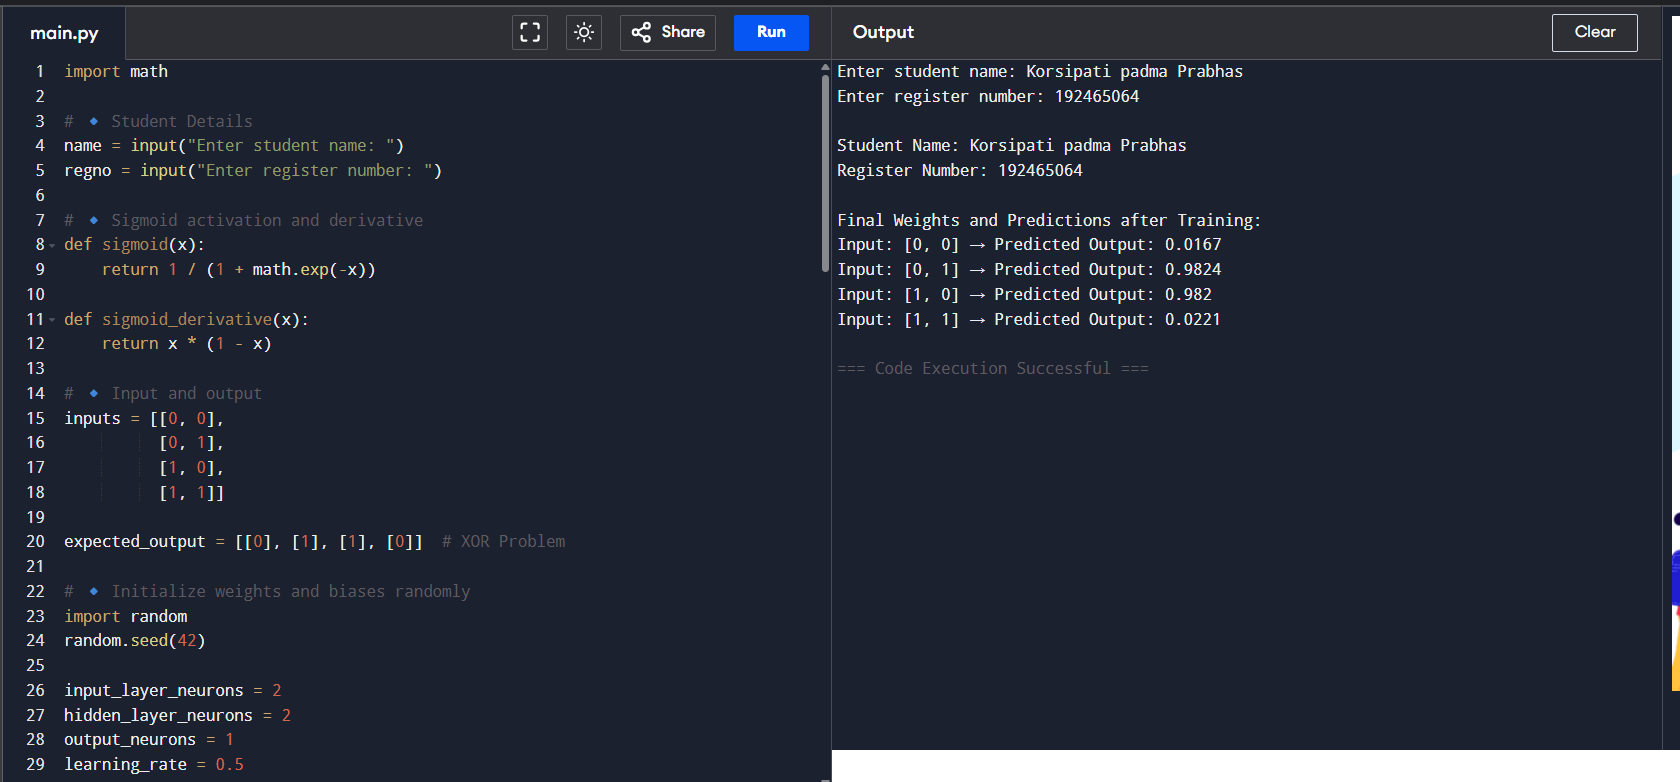 main.py
Share
Run
1 import math
2
3 # 🔹 Student Details
4 name = input("Enter student name: ")
5 regno = input("Enter register number: ")
6
7 # 🔹 Sigmoid activation and derivative
8 def sigmoid(x):
9     return 1 / (1 + math.exp(-x))
10
11 def sigmoid_derivative(x):
12     return x * (1 - x)
13
14 # 🔹 Input and output
15 inputs = [[0, 0],
16           [0, 1],
17           [1, 0],
18           [1, 1]]
19
20 expected_output = [[0], [1], [1], [0]]  # XOR Problem
21
22 # 🔹 Initialize weights and biases randomly
23 import random
24 random.seed(42)
25
26 input_layer_neurons = 2
27 hidden_layer_neurons = 2
28 output_neurons = 1
29 learning_rate = 0.5
Output
Clear
Enter student name: Korsipati padma Prabhas
Enter register number: 192465064
Student Name: Korsipati padma Prabhas
Register Number: 192465064
Final Weights and Predictions after Training:
Input: [0, 0] → Predicted Output: 0.0167
Input: [0, 1] → Predicted Output: 0.9824
Input: [1, 0] → Predicted Output: 0.982
Input: [1, 1] → Predicted Output: 0.0221
=== Code Execution Successful ===